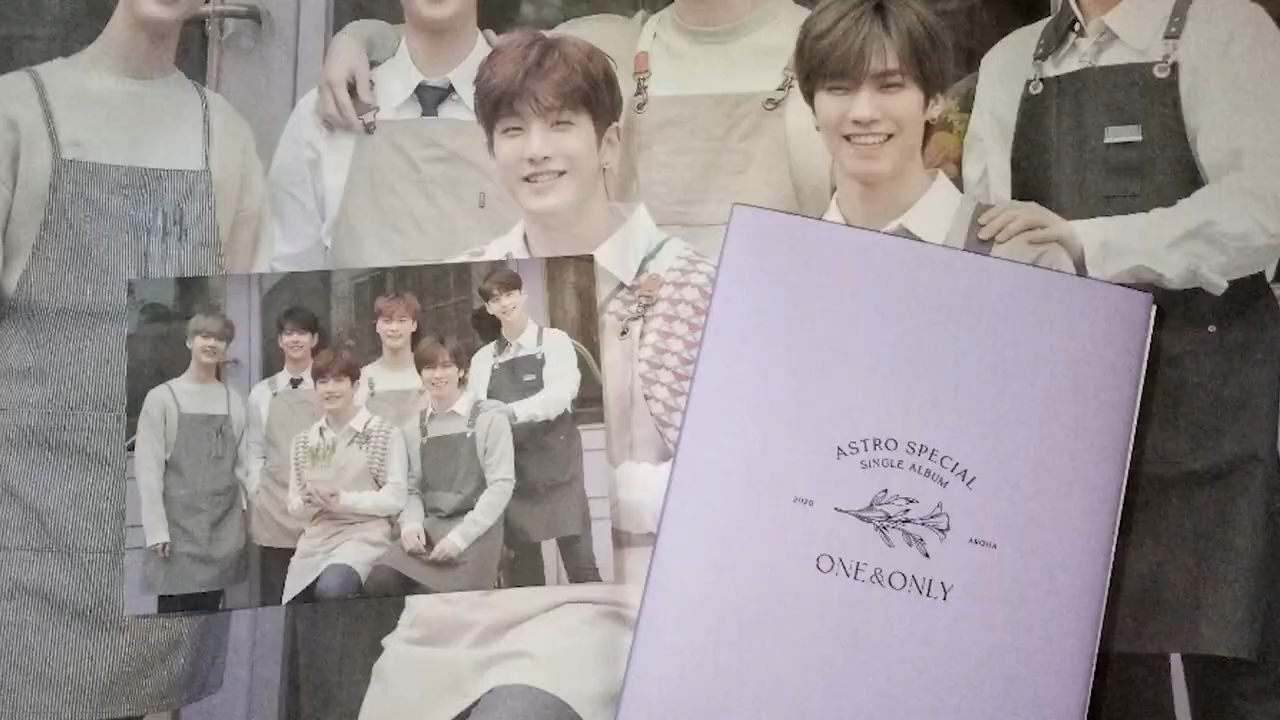 ASTRO SPECIAL
SINGLE ALBUM
2020
AROHA
ONE&ONLY